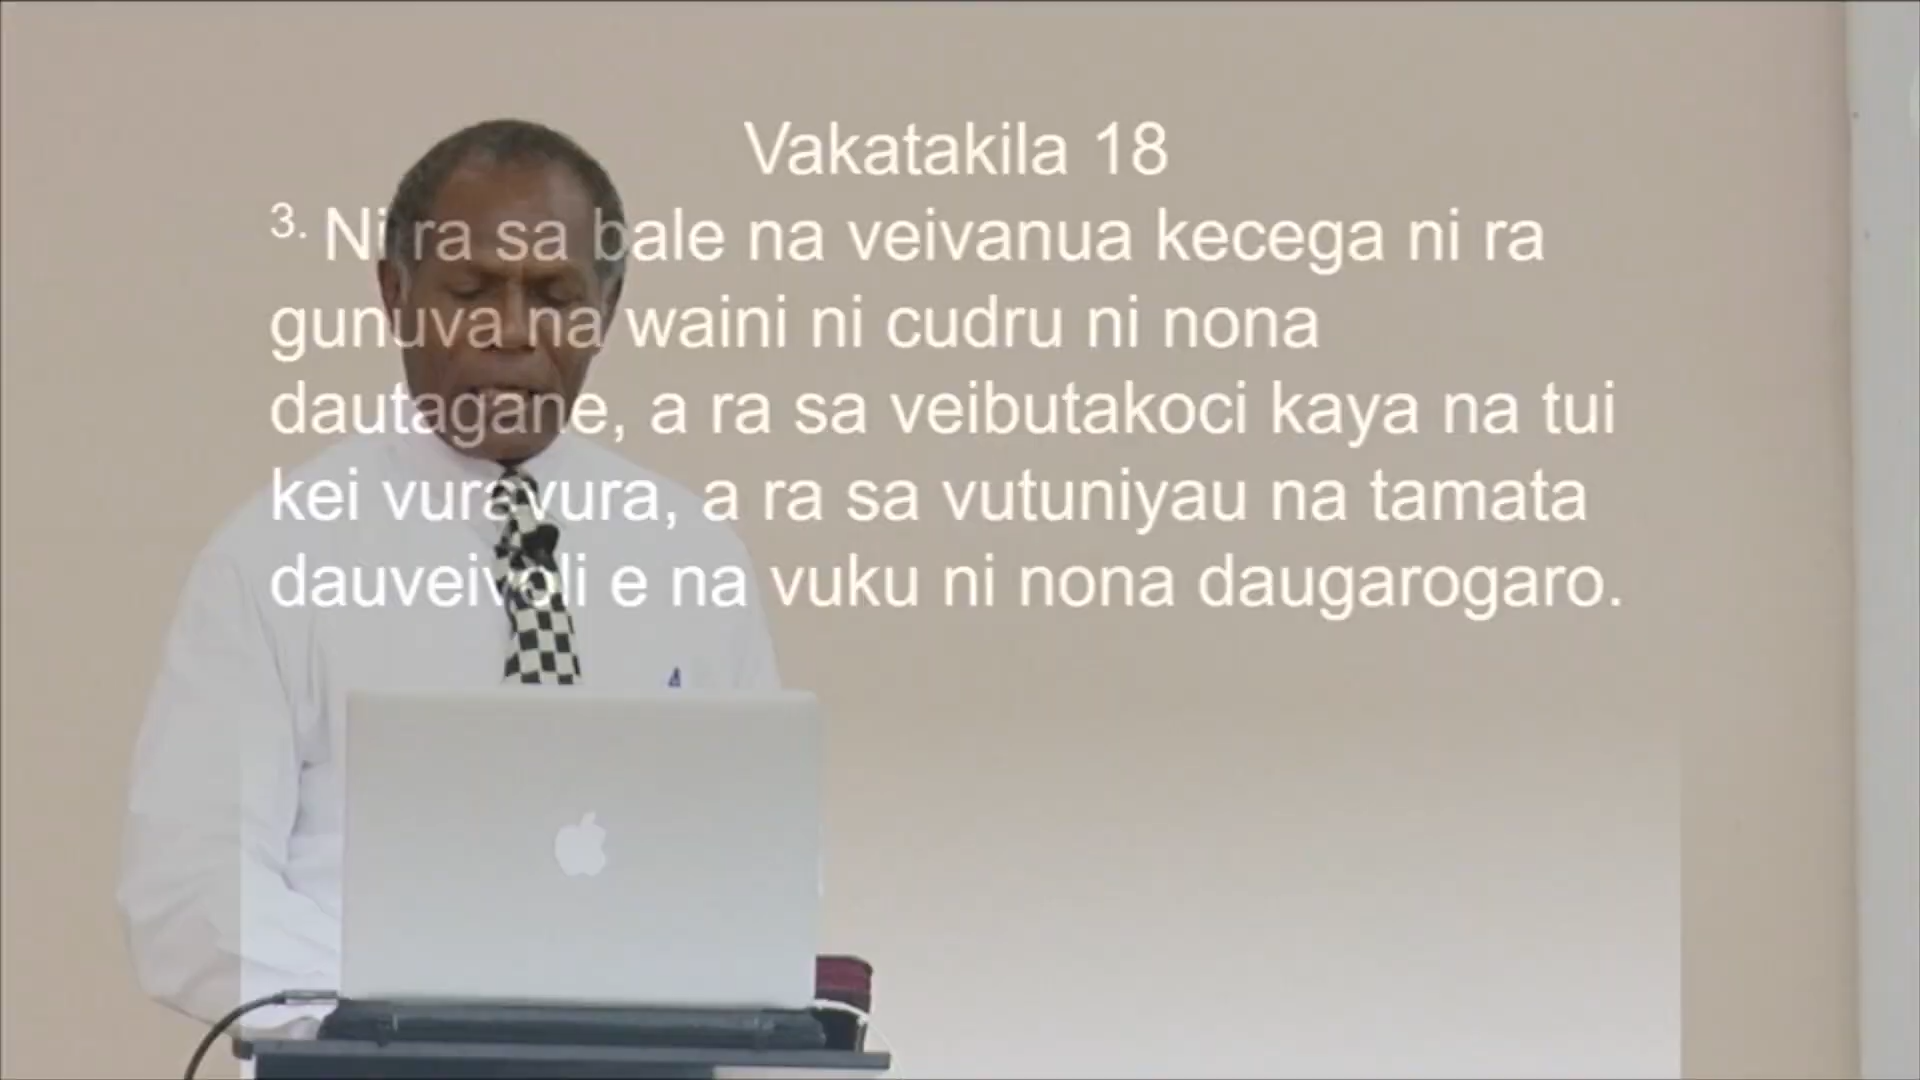 Vakatakila 18
3. Ni ra sa bale na veivanua kecega ni ra
gunuva na waini ni cudru ni nona
dautagane, a ra sa veibutakoci kaya na tui
kei vuravura, a ra sa vutuniyau na tamata
dauveivoli e na vuku ni nona daugarogaro.